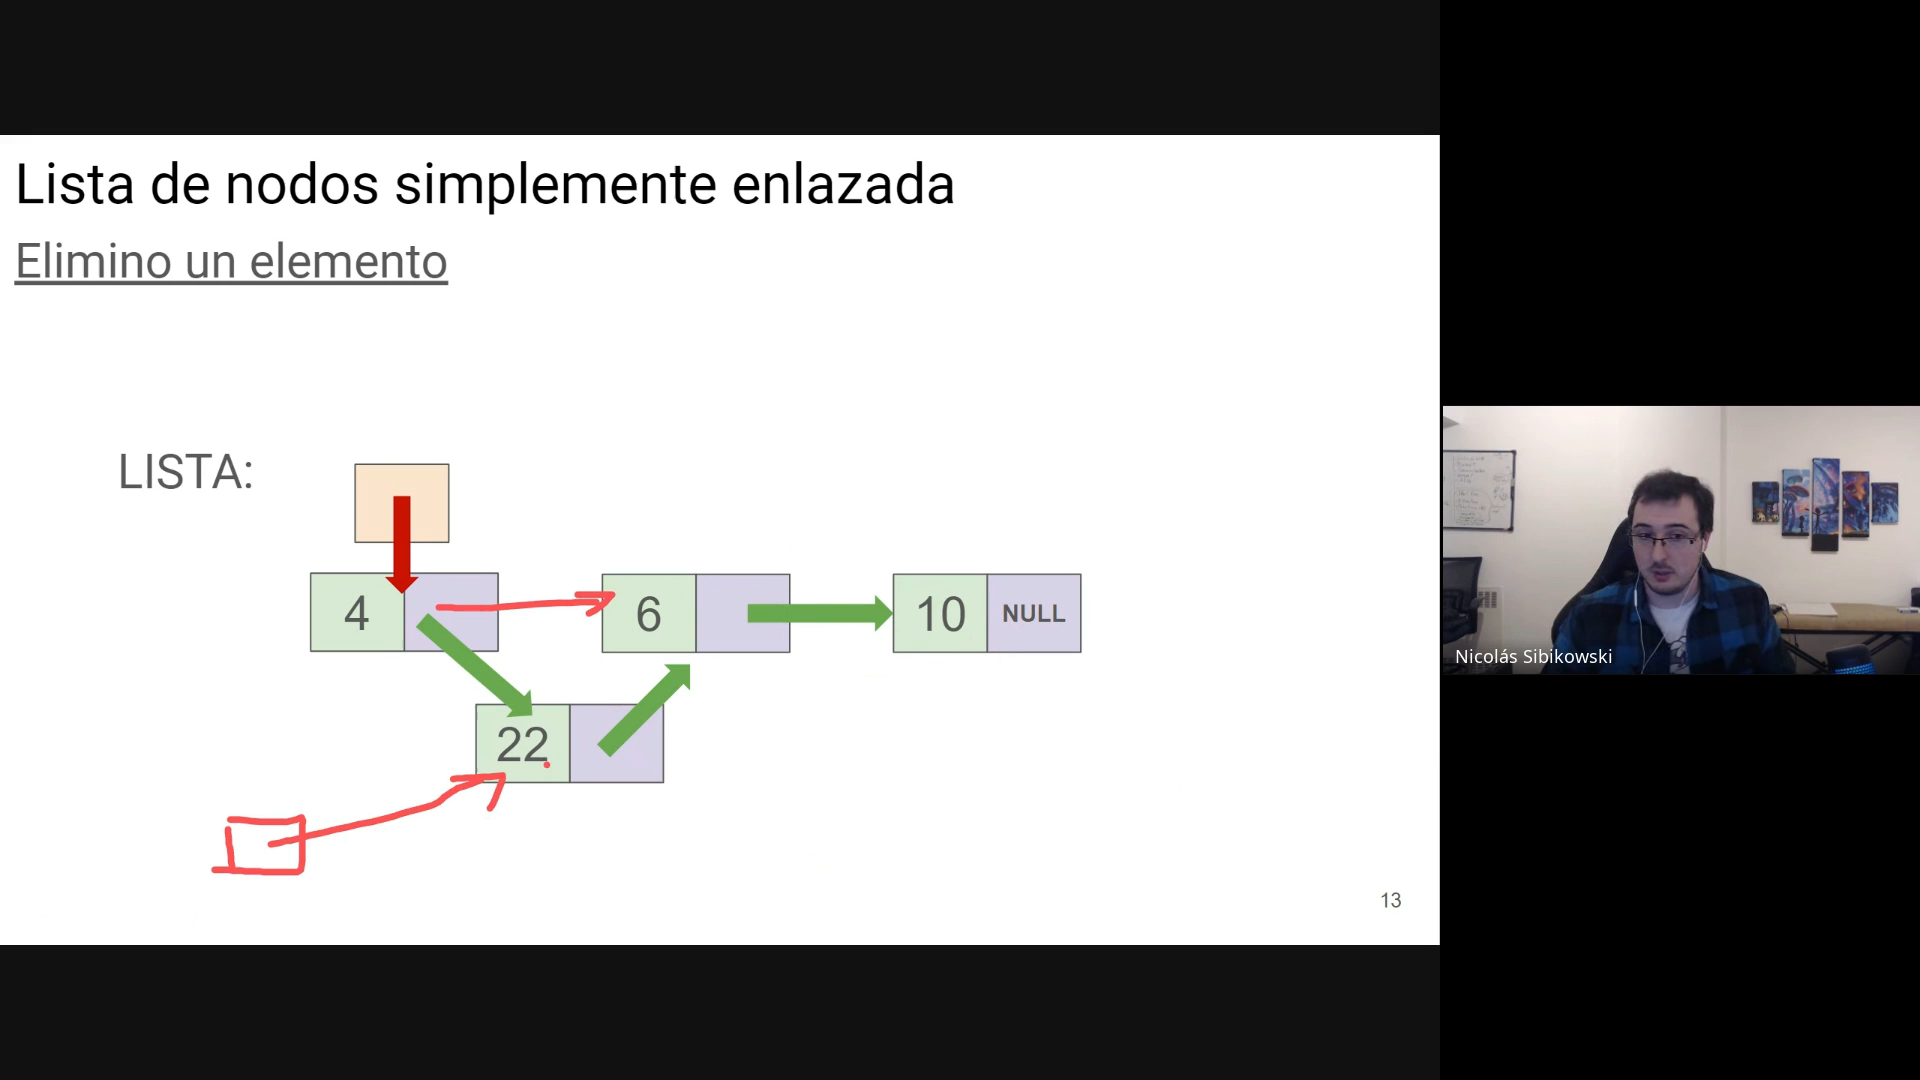 Lista de nodos simplemente enlazada
Elimino un elemento
LISTA:
4
6
10
NULL
22
13
Nicolás Sibikowski